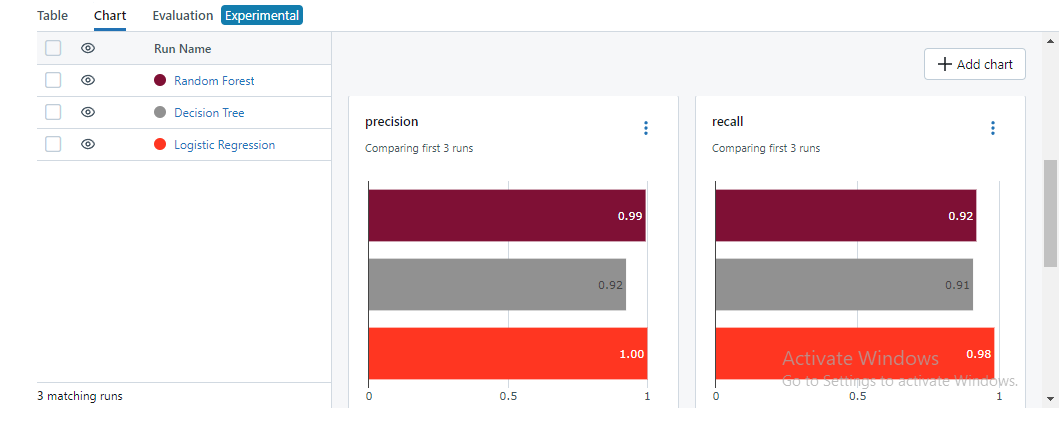 Table Chart Evaluation Experimental
Run Name
Random Forest
Decision Tree
Logistic Regression
3 matching runs
+ Add chart
precision
Comparing first 3 runs
0.99
0.92
1.00
0 0.5 1
recall
Comparing first 3 runs
0.92
0.91
0.98
0 0.5 1
Activate Windows
Go to Settings to activate Windows.